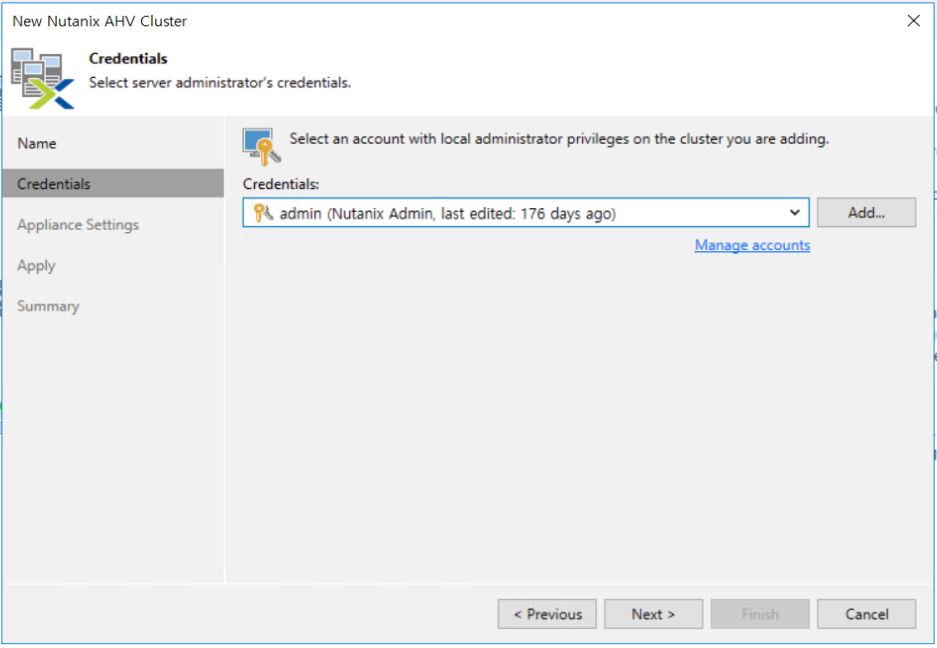 New Nutanix AHV Cluster
Credentials
Select server administrator's credentials.
Name
Credentials
Appliance Settings
Apply
Summary
Select an account with local administrator privileges on the cluster you are adding.
Credentials:
admin (Nutanix Admin, last edited: 176 days ago)
Add...
Manage accounts
< Previous
Next >
Finish
Cancel